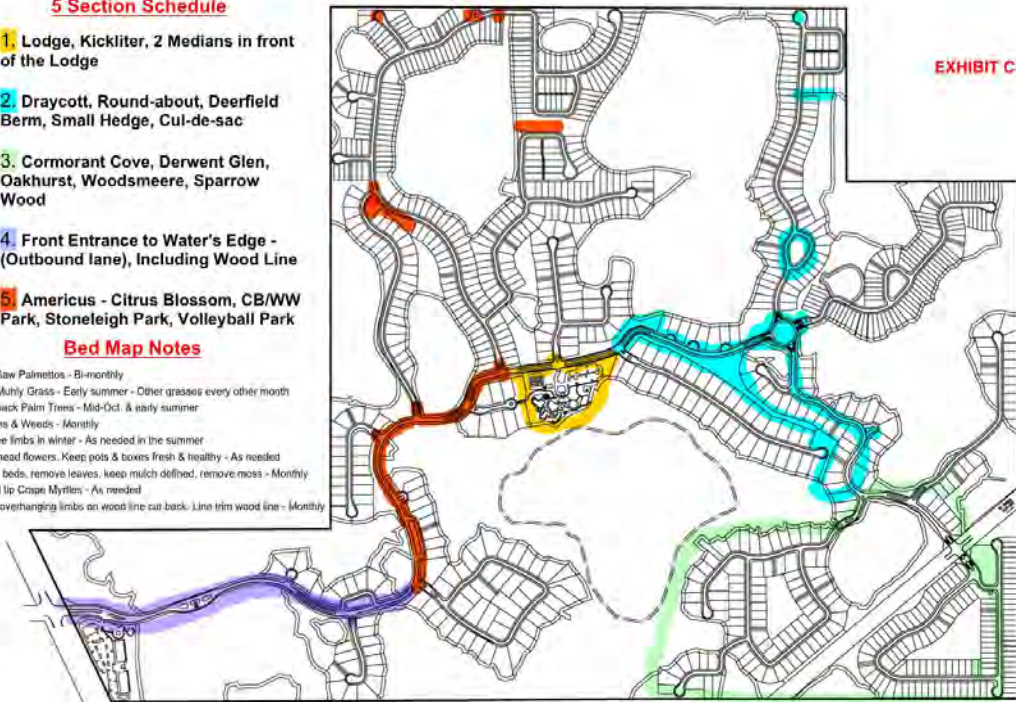 5 Section Schedule
1. Lodge, Kickliter, 2 Medians in front
of the Lodge
2. Draycott, Round-about, Deerfield
Berm, Small Hedge, Cul-de-sac
3. Cormorant Cove, Derwent Glen,
Oakhurst, Woodsmeere, Sparrow
Wood
4. Front Entrance to Water's Edge -
(Outbound lane), Including Wood Line
5. Americus - Citrus Blossom, CB/WW
Park, Stoneleigh Park, Volleyball Park
Bed Map Notes
Saw Palmettos - Bi-monthly
Muhly Grass - Early summer - Other grasses every other month
Palm Trees - Mid-Oct. & early summer
& Weeds - Monthly
limbs in winter - As needed in the summer
flowers. Keep pots & boxes fresh & healthy - As needed
beds, remove leaves, keep mulch defined, remove moss - Monthly
up Crape Myrtles - As needed
overhanging limbs on wood line cut back. Line trim wood line - Monthly
EXHIBIT C